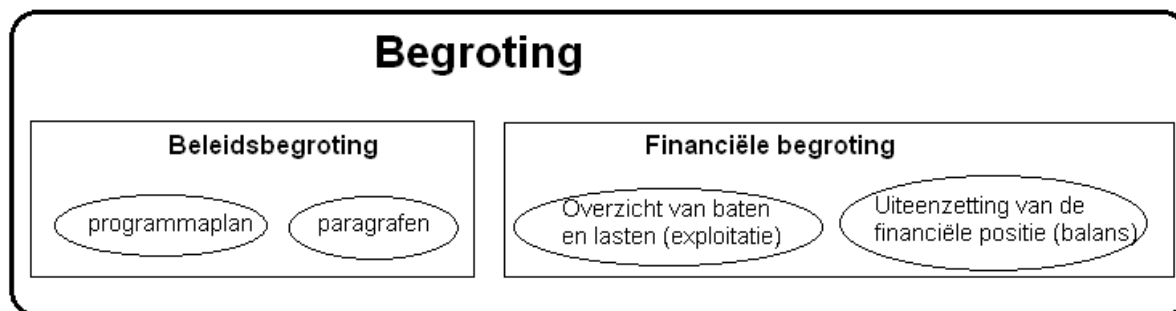 Begroting
Beleidsbegroting
programmaplan
paragrafen
Financiële begroting
Overzicht van baten
en lasten (exploitatie)
Uiteenzetting van de
financiële positie (balans)